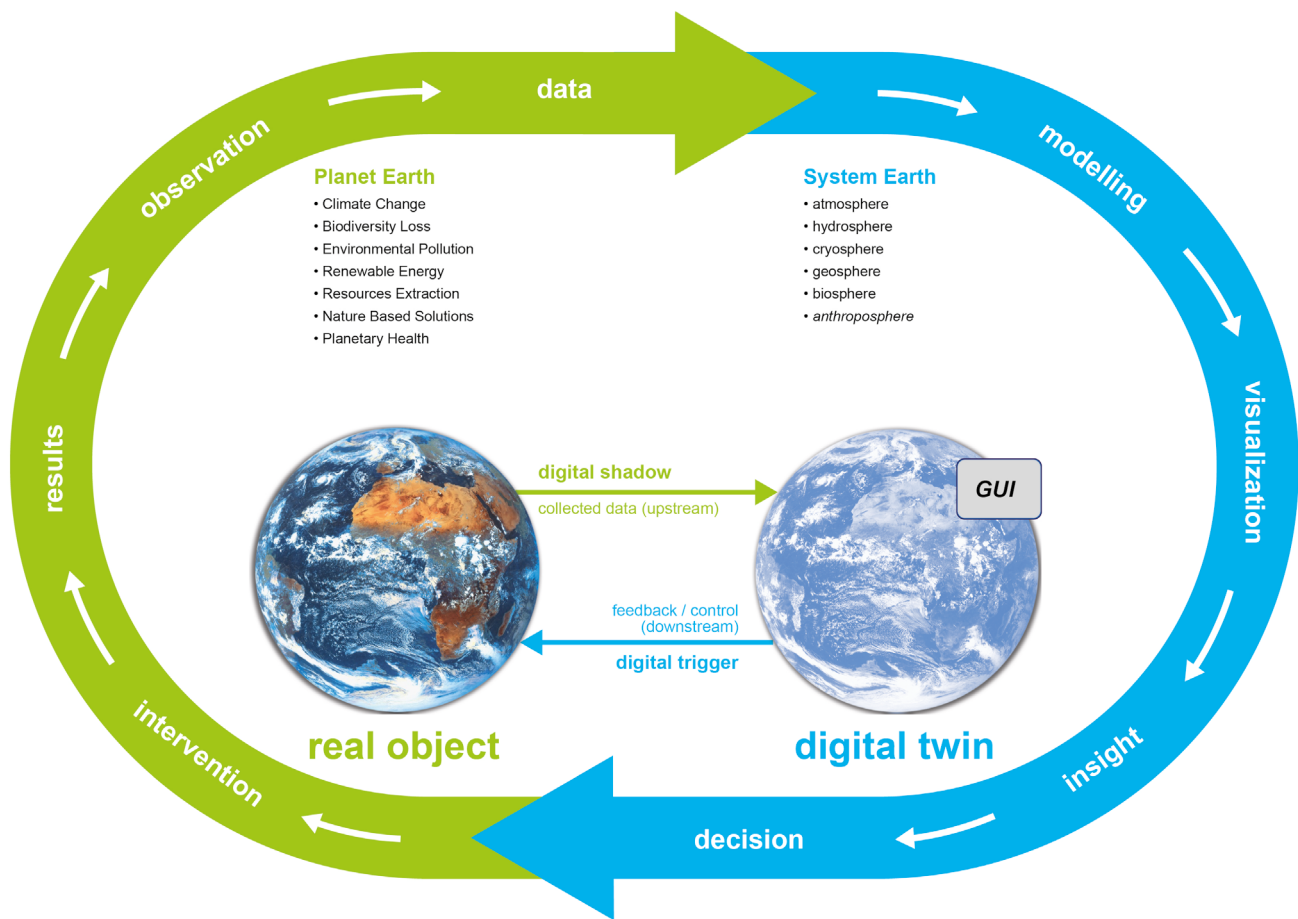 data
observation
modelling
Planet Earth
• Climate Change
• Biodiversity Loss
• Environmental Pollution
• Renewable Energy
• Resources Extraction
• Nature Based Solutions
• Planetary Health
System Earth
• atmosphere
• hydrosphere
• cryosphere
• geosphere
• biosphere
• anthroposphere
results
visualization
digital shadow
collected data (upstream)
GUI
feedback / control
(downstream)
digital trigger
real object
digital twin
intervention
insight
decision